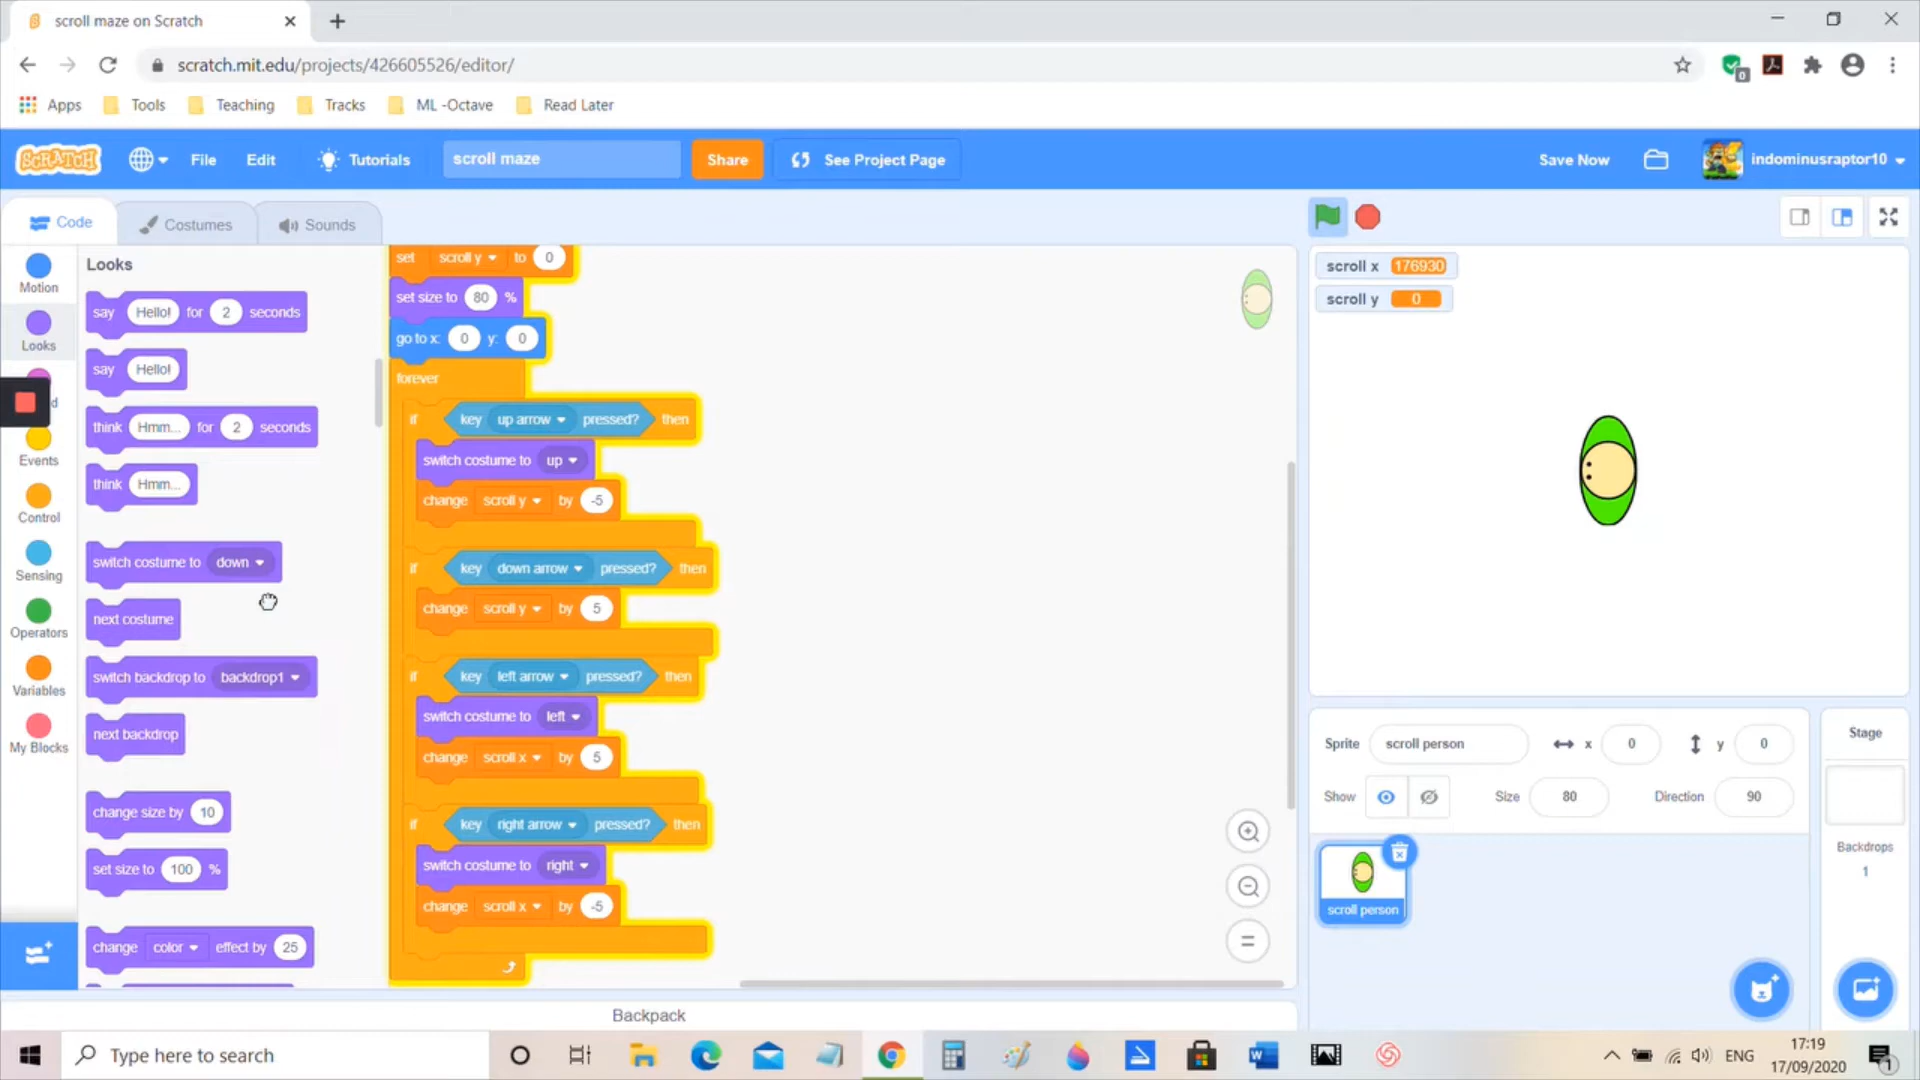 scroll maze on Scratch
scratch.mit.edu/projects/426605526/editor/
0
Apps Tools Teaching Tracks ML -Octave Read Later
SCRATCH File Edit Tutorials scroll maze Share See Project Page Save Now indominusraptor10
Code Costumes Sounds
Motion
Looks
Events
Control
Sensing
Operators
Variables
My Blocks
Looks
say Hello! for 2 seconds
say Hello!
think Hmm... for 2 seconds
think Hmm...
switch costume to down
next costume
switch backdrop to backdrop1
next backdrop
change size by 10
set size to 100 %
change color effect by 25
set scroll y to 0
set size to 80 %
go to x: 0 y: 0
forever
if key up arrow pressed? then
switch costume to up
change scroll y by -5
if key down arrow pressed? then
change scroll y by 5
if key left arrow pressed? then
switch costume to left
change scroll x by 5
if key right arrow pressed? then
switch costume to right
change scroll x by -5
scroll x 176930
scroll y 0
Sprite scroll person x 0 y 0
Show Size 80 Direction 90
scroll person
Stage
Backdrops
1
Backpack
Type here to search
ENG
17:19
17/09/2020
1